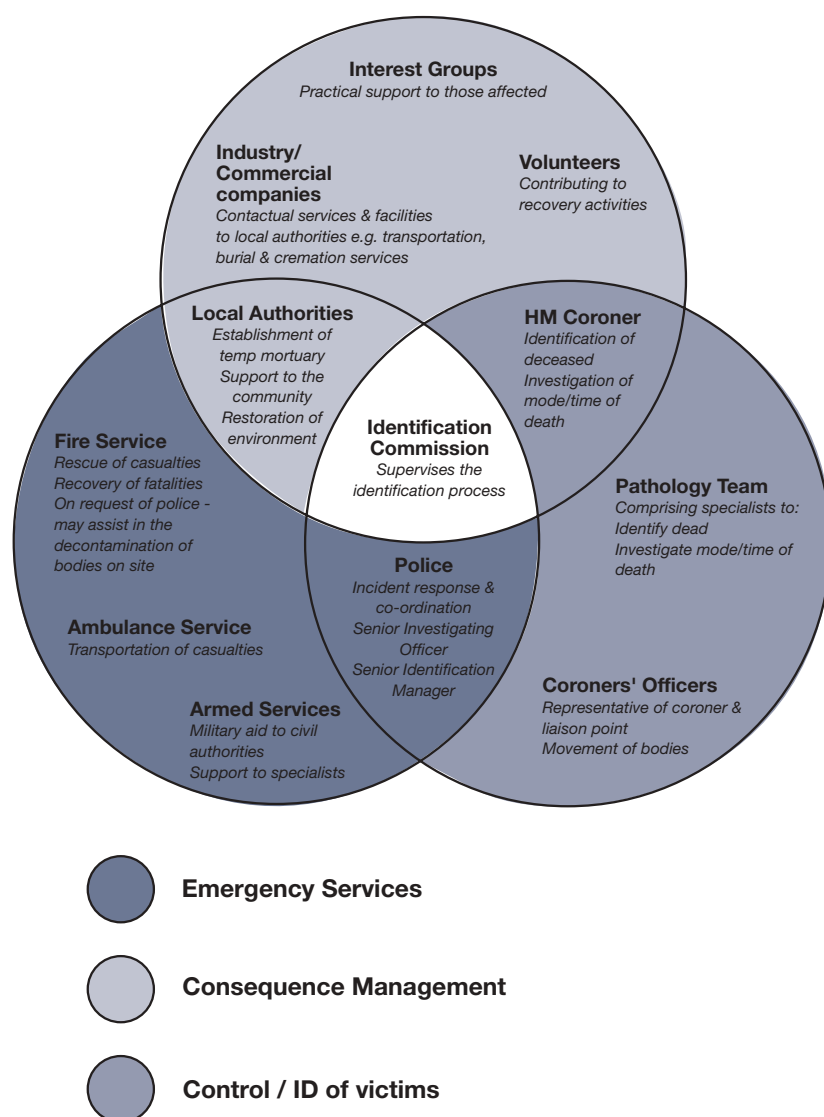 Interest Groups
Practical support to those affected
Industry/
Commercial
companies
Contactual services & facilities
to local authorities e.g. transportation,
burial & cremation services
Volunteers
Contributing to
recovery activities
Local Authorities
Establishment of
temp mortuary
Support to the
community
Restoration of
environment
HM Coroner
Identification of
deceased
Investigation of
mode/time of
death
Identification
Commission
Supervises the
identification process
Fire Service
Rescue of casualties
Recovery of fatalities
On request of police -
may assist in the
decontamination of
bodies on site
Pathology Team
Comprising specialists to:
Identify dead
Investigate mode/time of
death
Police
Incident response &
co-ordination
Senior Investigating
Officer
Senior Identification
Manager
Ambulance Service
Transportation of casualties
Armed Services
Military aid to civil
authorities
Support to specialists
Coroners' Officers
Representative of coroner &
liaison point
Movement of bodies
Emergency Services
Consequence Management
Control / ID of victims